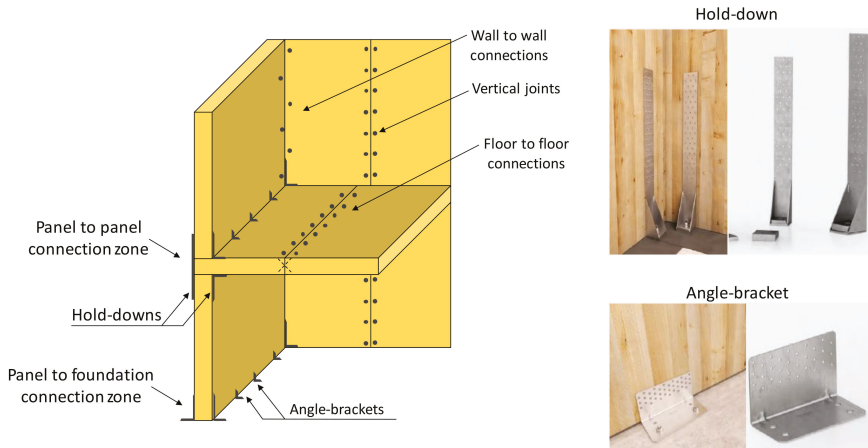 Hold-down
Wall to wall
connections
Vertical joints
Floor to floor
connections
Panel to panel
connection zone
Hold-downs
Angle-bracket
Panel to foundation
connection zone
Angle-brackets